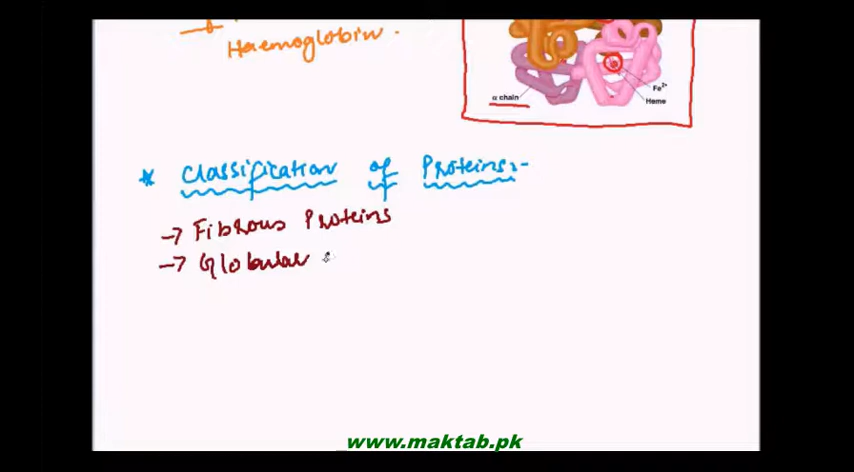 → Haemoglobin.
α chain
Fe2+
Heme
* Classification of Proteins:-
→ Fibrous Proteins
→ Globular
www.maktab.pk